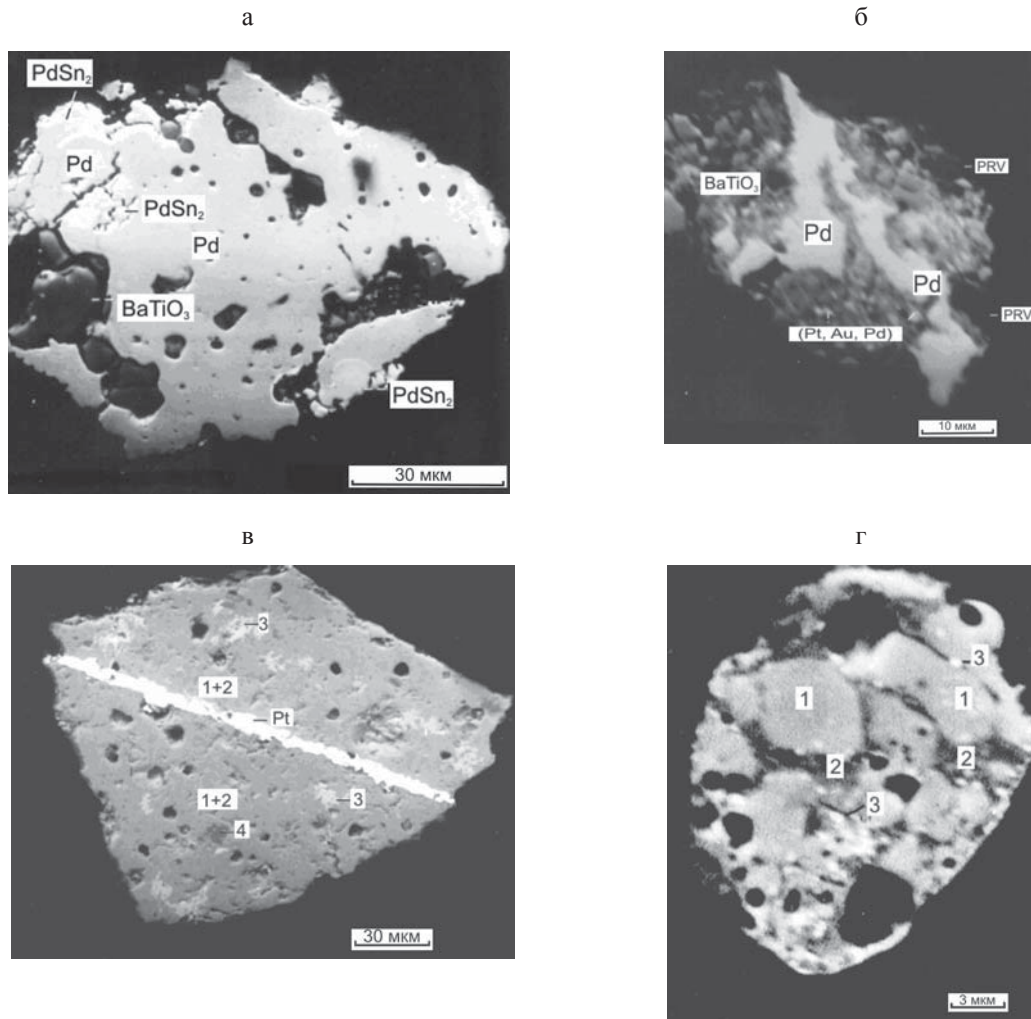 а
б
PdSn₂
Pd
PdSn₂
Pd
BaTiO₃
PdSn₂
30 мкм
PRV
BaTiO₃
Pd
Pd
PRV
(Pt, Au, Pd)
10 мкм
в
г
3
1+2
Pt
1+2
3
4
30 мкм
3
1
1
2
2
3
3 мкм